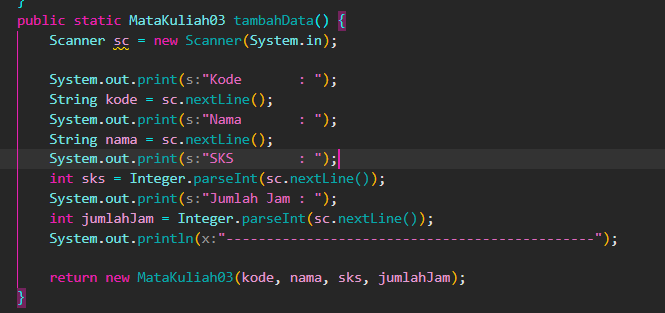 }
public static MataKuliah03 tambahData() {
    Scanner sc = new Scanner(System.in);
    System.out.print(s:"Kode       : ");
    String kode = sc.nextLine();
    System.out.print(s:"Nama       : ");
    String nama = sc.nextLine();
    System.out.print(s:"SKS        : ");
    int sks = Integer.parseInt(sc.nextLine());
    System.out.print(s:"Jumlah Jam : ");
    int jumlahJam = Integer.parseInt(sc.nextLine());
    System.out.println(x:"----------------------------------------------");
    return new MataKuliah03(kode, nama, sks, jumlahJam);
}